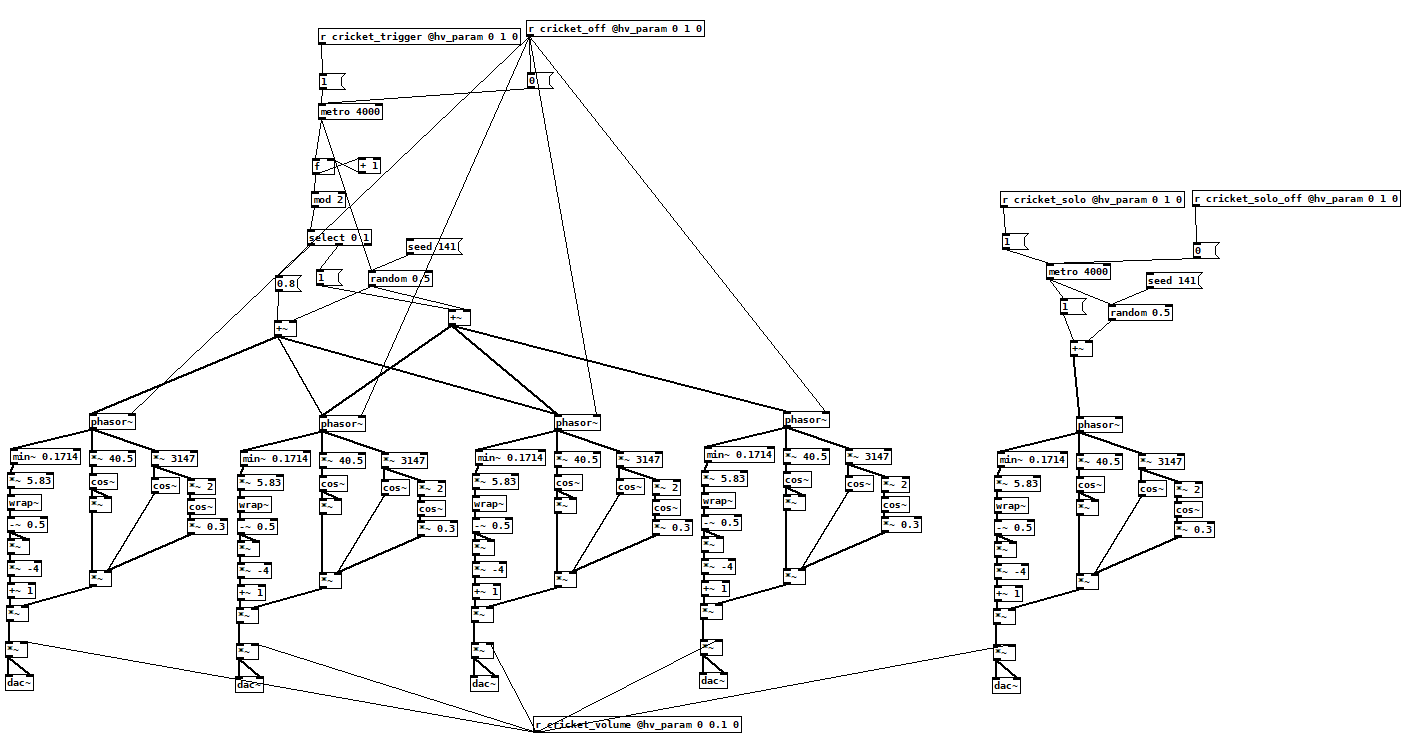 r cricket_trigger @hv_param 0 1 0
r cricket_off @hv_param 0 1 0
1
0
metro 4000
f
+ 1
mod 2
select 0 1
seed 141
0.8
1
random 0.5
+~
+~
r cricket_solo @hv_param 0 1 0
r cricket_solo_off @hv_param 0 1 0
1
0
metro 4000
seed 141
1
random 0.5
+~
phasor~
min~ 0.1714
*~ 40.5
*~ 3147
*~ 5.83
cos~
cos~
*~ 2
wrap~
*~
cos~
-~ 0.5
*~ 0.3
*~
*~ -4
*~
+~ 1
*~
*~
dac~
phasor~
min~ 0.1714
*~ 40.5
*~ 3147
*~ 5.83
cos~
cos~
*~ 2
wrap~
*~
cos~
-~ 0.5
*~ 0.3
*~
*~ -4
*~
+~ 1
*~
*~
dac~
phasor~
min~ 0.1714
*~ 40.5
*~ 3147
*~ 5.83
cos~
cos~
*~ 2
wrap~
*~
cos~
-~ 0.5
*~ 0.3
*~
*~ -4
*~
+~ 1
*~
*~
dac~
phasor~
min~ 0.1714
*~ 40.5
*~ 3147
*~ 5.83
cos~
cos~
*~ 2
wrap~
*~
cos~
-~ 0.5
*~ 0.3
*~
*~ -4
*~
+~ 1
*~
*~
dac~
phasor~
min~ 0.1714
*~ 40.5
*~ 3147
*~ 5.83
cos~
cos~
*~ 2
wrap~
*~
cos~
-~ 0.5
*~ 0.3
*~
*~ -4
*~
+~ 1
*~
*~
dac~
r cricket_volume @hv_param 0 0.1 0